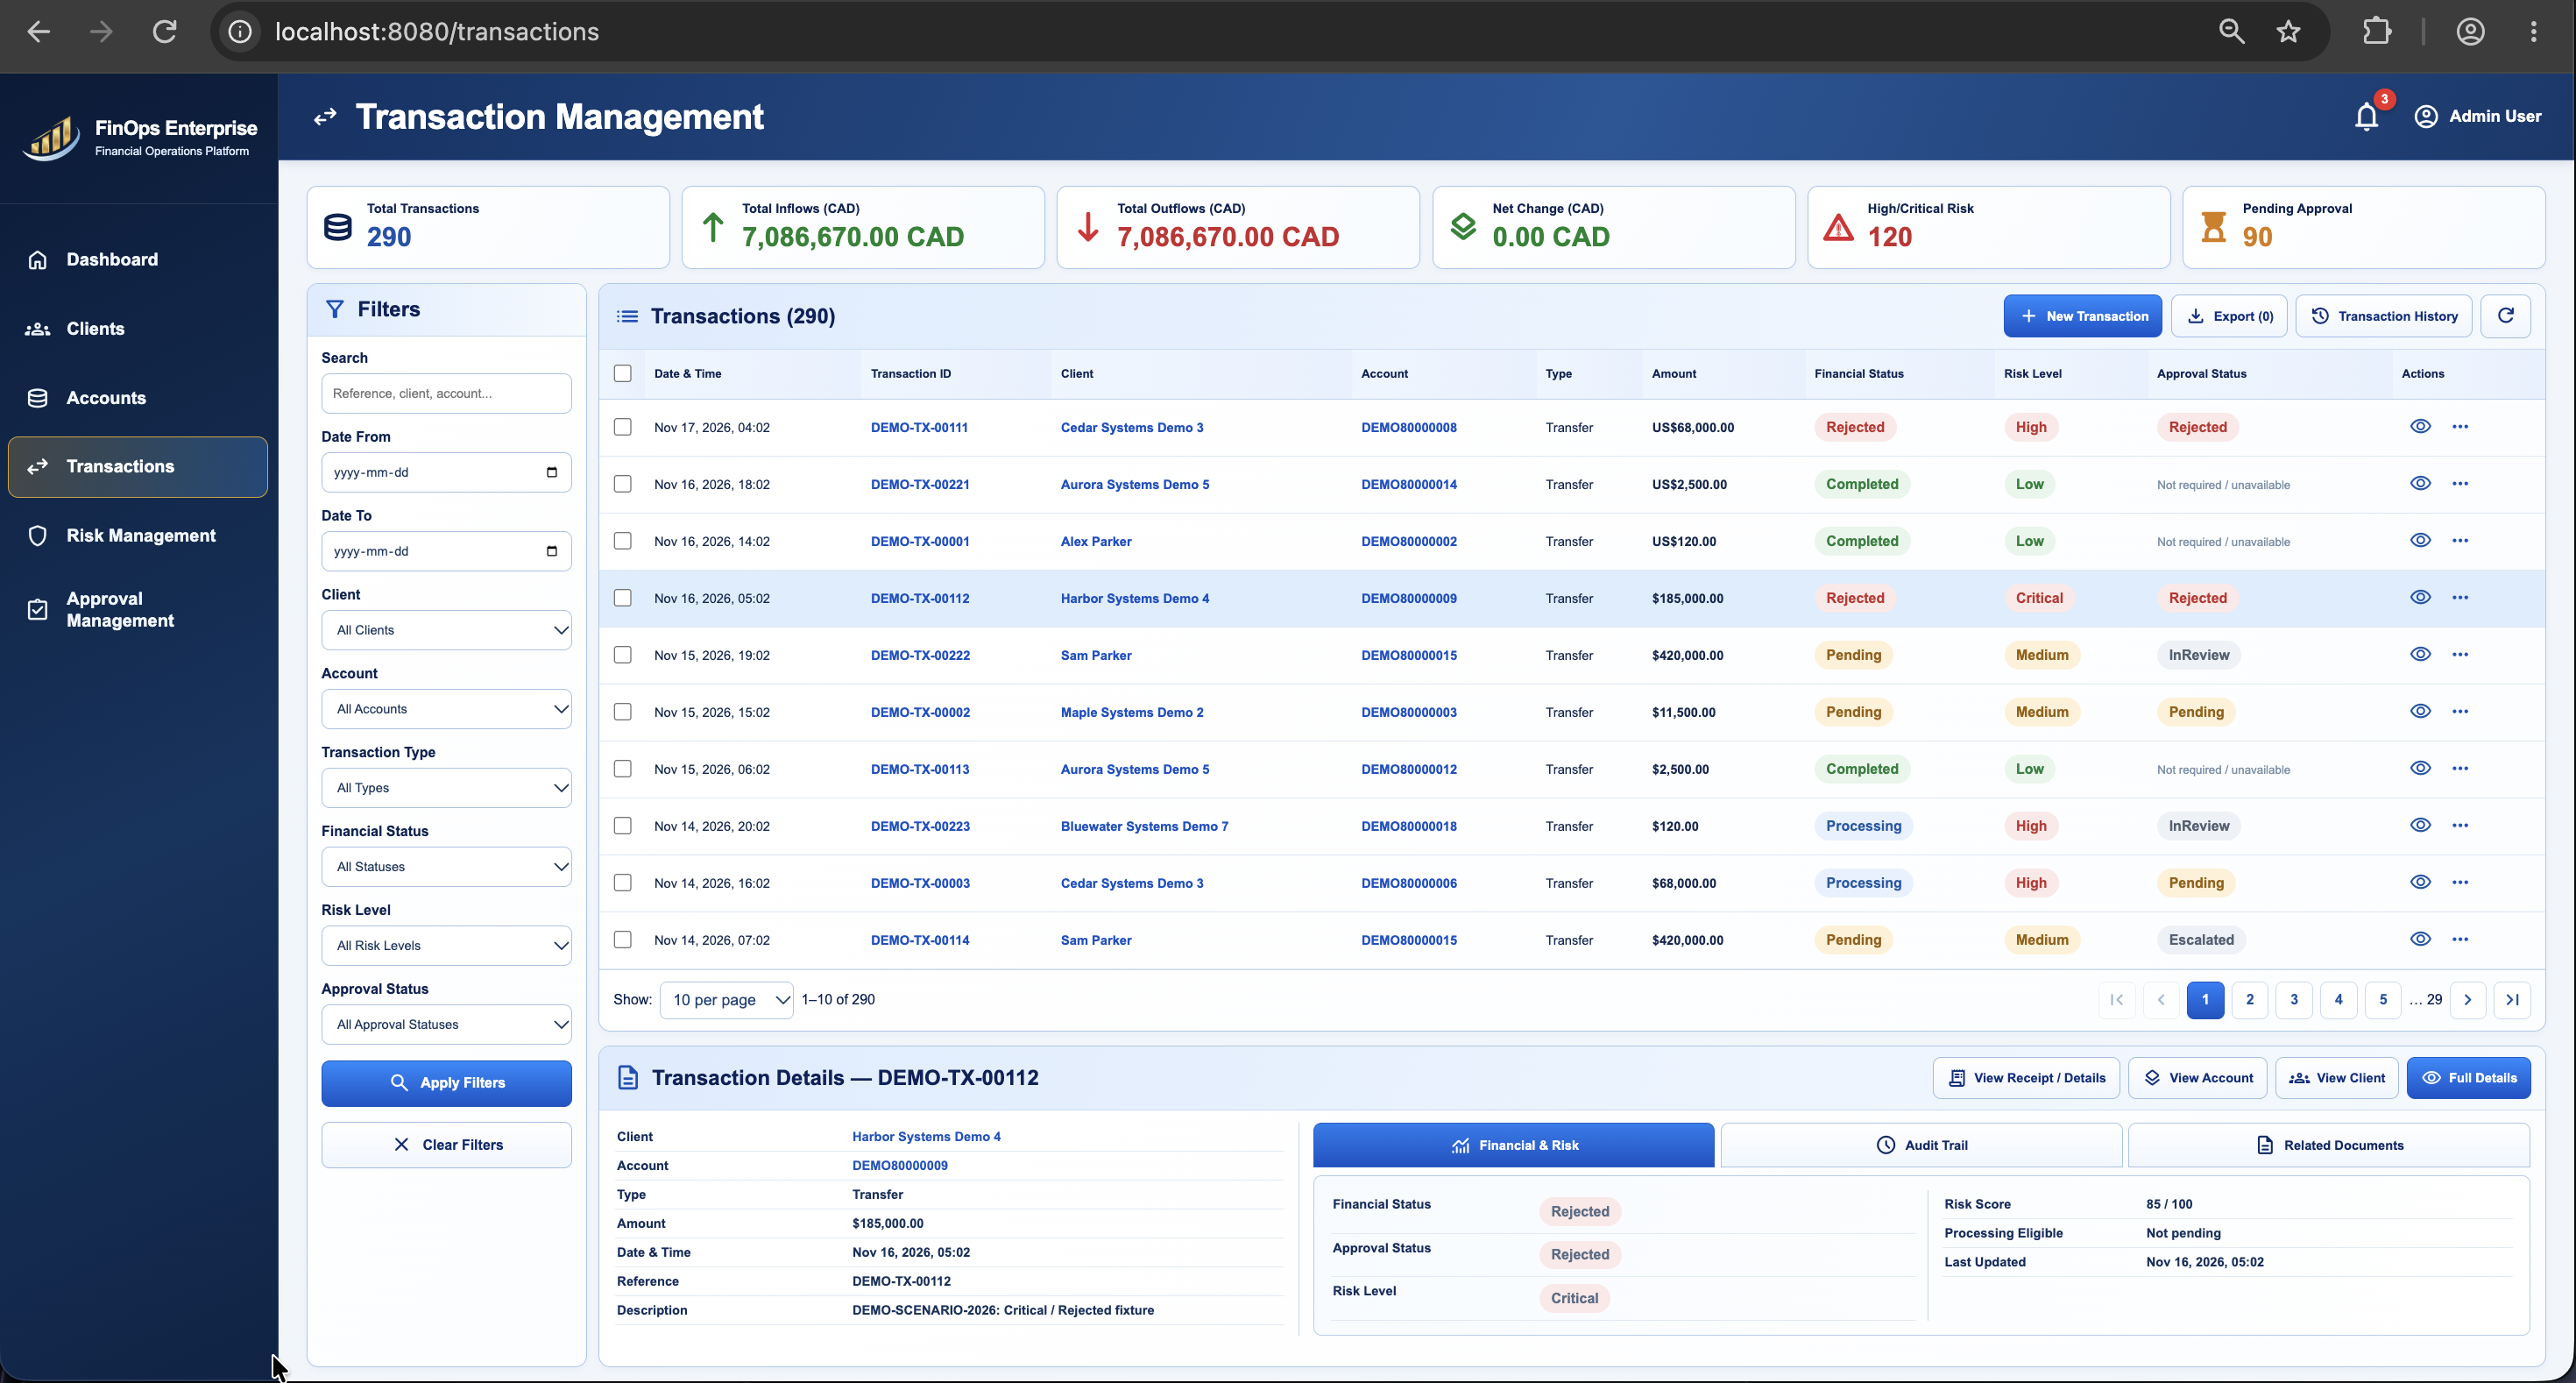 localhost:8080/transactions
FinOps Enterprise
Financial Operations Platform
Dashboard
Clients
Accounts
Transactions
Risk Management
Approval
Management
Transaction Management
3
Admin User
Total Transactions
290
Total Inflows (CAD)
7,086,670.00 CAD
Total Outflows (CAD)
7,086,670.00 CAD
Net Change (CAD)
0.00 CAD
High/Critical Risk
120
Pending Approval
90
Filters
Search
Reference, client, account...
Date From
yyyy-mm-dd
Date To
yyyy-mm-dd
Client
All Clients
Account
All Accounts
Transaction Type
All Types
Financial Status
All Statuses
Risk Level
All Risk Levels
Approval Status
All Approval Statuses
Apply Filters
Clear Filters
Transactions (290)
New Transaction
Export (0)
Transaction History
Date & Time Transaction ID Client Account Type Amount Financial Status Risk Level Approval Status Actions
Nov 17, 2026, 04:02 DEMO-TX-00111 Cedar Systems Demo 3 DEMO80000008 Transfer US$68,000.00 Rejected High Rejected
Nov 16, 2026, 18:02 DEMO-TX-00221 Aurora Systems Demo 5 DEMO80000014 Transfer US$2,500.00 Completed Low Not required / unavailable
Nov 16, 2026, 14:02 DEMO-TX-00001 Alex Parker DEMO80000002 Transfer US$120.00 Completed Low Not required / unavailable
Nov 16, 2026, 05:02 DEMO-TX-00112 Harbor Systems Demo 4 DEMO80000009 Transfer $185,000.00 Rejected Critical Rejected
Nov 15, 2026, 19:02 DEMO-TX-00222 Sam Parker DEMO80000015 Transfer $420,000.00 Pending Medium InReview
Nov 15, 2026, 15:02 DEMO-TX-00002 Maple Systems Demo 2 DEMO80000003 Transfer $11,500.00 Pending Medium Pending
Nov 15, 2026, 06:02 DEMO-TX-00113 Aurora Systems Demo 5 DEMO80000012 Transfer $2,500.00 Completed Low Not required / unavailable
Nov 14, 2026, 20:02 DEMO-TX-00223 Bluewater Systems Demo 7 DEMO80000018 Transfer $120.00 Processing High InReview
Nov 14, 2026, 16:02 DEMO-TX-00003 Cedar Systems Demo 3 DEMO80000006 Transfer $68,000.00 Processing High Pending
Nov 14, 2026, 07:02 DEMO-TX-00114 Sam Parker DEMO80000015 Transfer $420,000.00 Pending Medium Escalated
Show: 10 per page 1–10 of 290
1 2 3 4 5 ... 29
Transaction Details — DEMO-TX-00112
View Receipt / Details
View Account
View Client
Full Details
Client Harbor Systems Demo 4
Account DEMO80000009
Type Transfer
Amount $185,000.00
Date & Time Nov 16, 2026, 05:02
Reference DEMO-TX-00112
Description DEMO-SCENARIO-2026: Critical / Rejected fixture
Financial & Risk
Audit Trail
Related Documents
Financial Status Rejected
Approval Status Rejected
Risk Level Critical
Risk Score 85 / 100
Processing Eligible Not pending
Last Updated Nov 16, 2026, 05:02